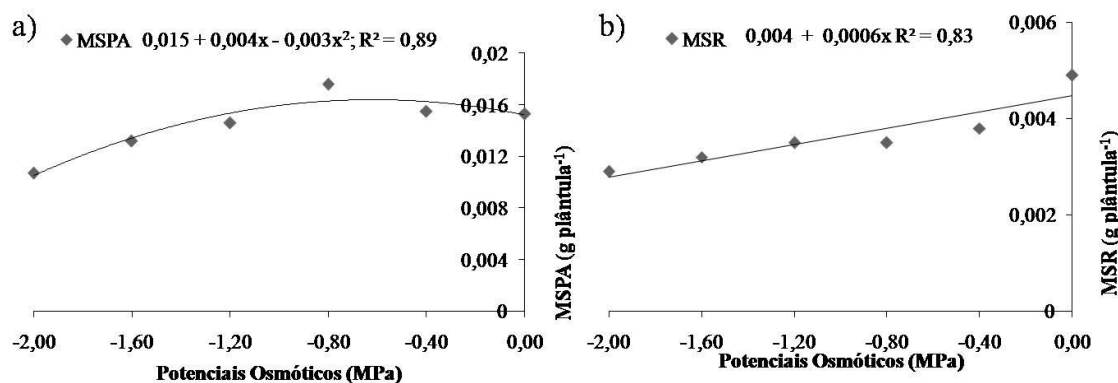 a)
MSPA 0,015 + 0,004x - 0,003x²; R² = 0,89
0,02
0,016
0,012
0,008
0,004
0
MSPA (g plântula⁻¹)
-2,00 -1,60 -1,20 -0,80 -0,40 0,00
Potenciais Osmóticos (MPa)
b)
MSR 0,004 + 0,0006x R² = 0,83
0,006
0,004
0,002
0
MSR (g plântula⁻¹)
-2,00 -1,60 -1,20 -0,80 -0,40 0,00
Potenciais Osmóticos (MPa)